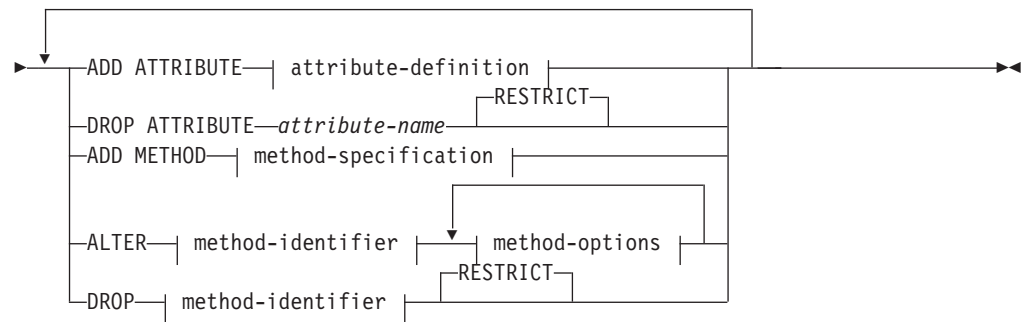 ADD ATTRIBUTE attribute-definition
RESTRICT
DROP ATTRIBUTE attribute-name
ADD METHOD method-specification
ALTER method-identifier method-options
RESTRICT
DROP method-identifier